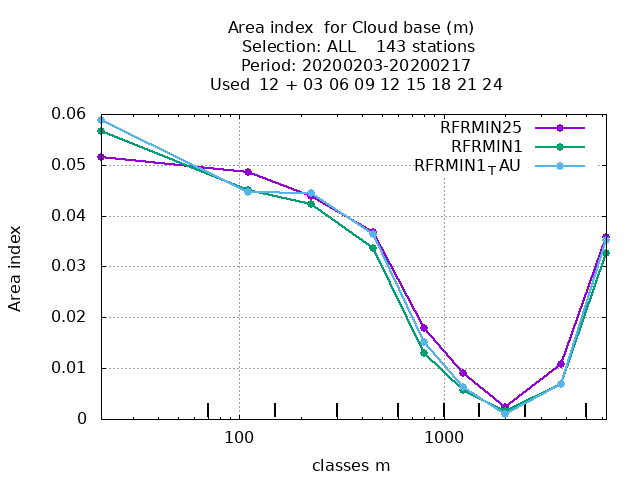 Area index  for Cloud base (m)
Selection: ALL    143 stations
Period: 20200203-20200217
Used  12 + 03 06 09 12 15 18 21 24
RFRMIN25
RFRMIN1
RFRMIN1TAU
0.06
0.05
0.04
0.03
0.02
0.01
0
Area index
100
1000
classes m